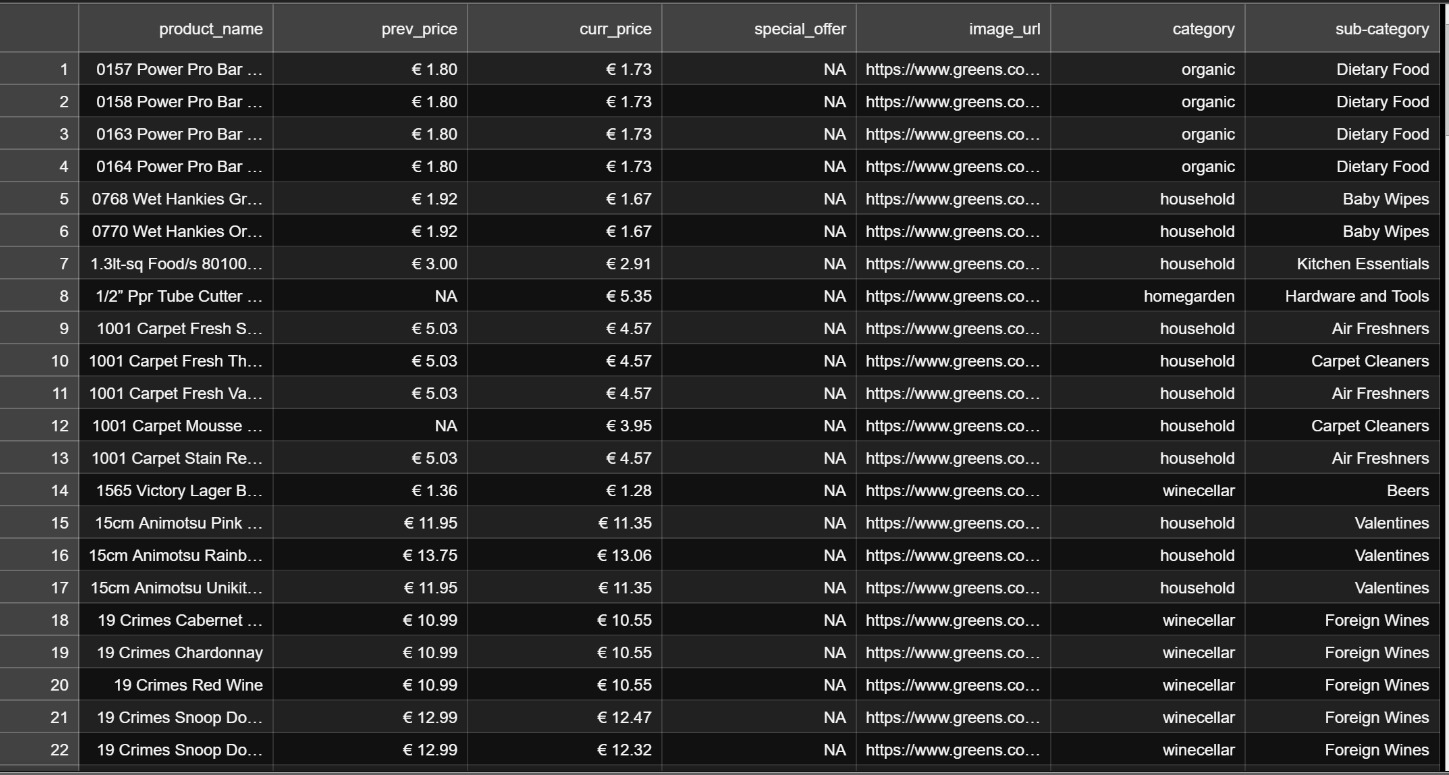 product_name prev_price curr_price special_offer image_url category sub-category
1 0157 Power Pro Bar … € 1.80 € 1.73 NA https://www.greens.co… organic Dietary Food
2 0158 Power Pro Bar … € 1.80 € 1.73 NA https://www.greens.co… organic Dietary Food
3 0163 Power Pro Bar … € 1.80 € 1.73 NA https://www.greens.co… organic Dietary Food
4 0164 Power Pro Bar … € 1.80 € 1.73 NA https://www.greens.co… organic Dietary Food
5 0768 Wet Hankies Gr… € 1.92 € 1.67 NA https://www.greens.co… household Baby Wipes
6 0770 Wet Hankies Or… € 1.92 € 1.67 NA https://www.greens.co… household Baby Wipes
7 1.3lt-sq Food/s 80100… € 3.00 € 2.91 NA https://www.greens.co… household Kitchen Essentials
8 1/2” Ppr Tube Cutter … NA € 5.35 NA https://www.greens.co… homegarden Hardware and Tools
9 1001 Carpet Fresh S… € 5.03 € 4.57 NA https://www.greens.co… household Air Freshners
10 1001 Carpet Fresh Th… € 5.03 € 4.57 NA https://www.greens.co… household Carpet Cleaners
11 1001 Carpet Fresh Va… € 5.03 € 4.57 NA https://www.greens.co… household Air Freshners
12 1001 Carpet Mousse … NA € 3.95 NA https://www.greens.co… household Carpet Cleaners
13 1001 Carpet Stain Re… € 5.03 € 4.57 NA https://www.greens.co… household Air Freshners
14 1565 Victory Lager B… € 1.36 € 1.28 NA https://www.greens.co… winecellar Beers
15 15cm Animotsu Pink … € 11.95 € 11.35 NA https://www.greens.co… household Valentines
16 15cm Animotsu Rainb… € 13.75 € 13.06 NA https://www.greens.co… household Valentines
17 15cm Animotsu Unikit… € 11.95 € 11.35 NA https://www.greens.co… household Valentines
18 19 Crimes Cabernet … € 10.99 € 10.55 NA https://www.greens.co… winecellar Foreign Wines
19 19 Crimes Chardonnay € 10.99 € 10.55 NA https://www.greens.co… winecellar Foreign Wines
20 19 Crimes Red Wine € 10.99 € 10.55 NA https://www.greens.co… winecellar Foreign Wines
21 19 Crimes Snoop Do… € 12.99 € 12.47 NA https://www.greens.co… winecellar Foreign Wines
22 19 Crimes Snoop Do… € 12.99 € 12.32 NA https://www.greens.co… winecellar Foreign Wines